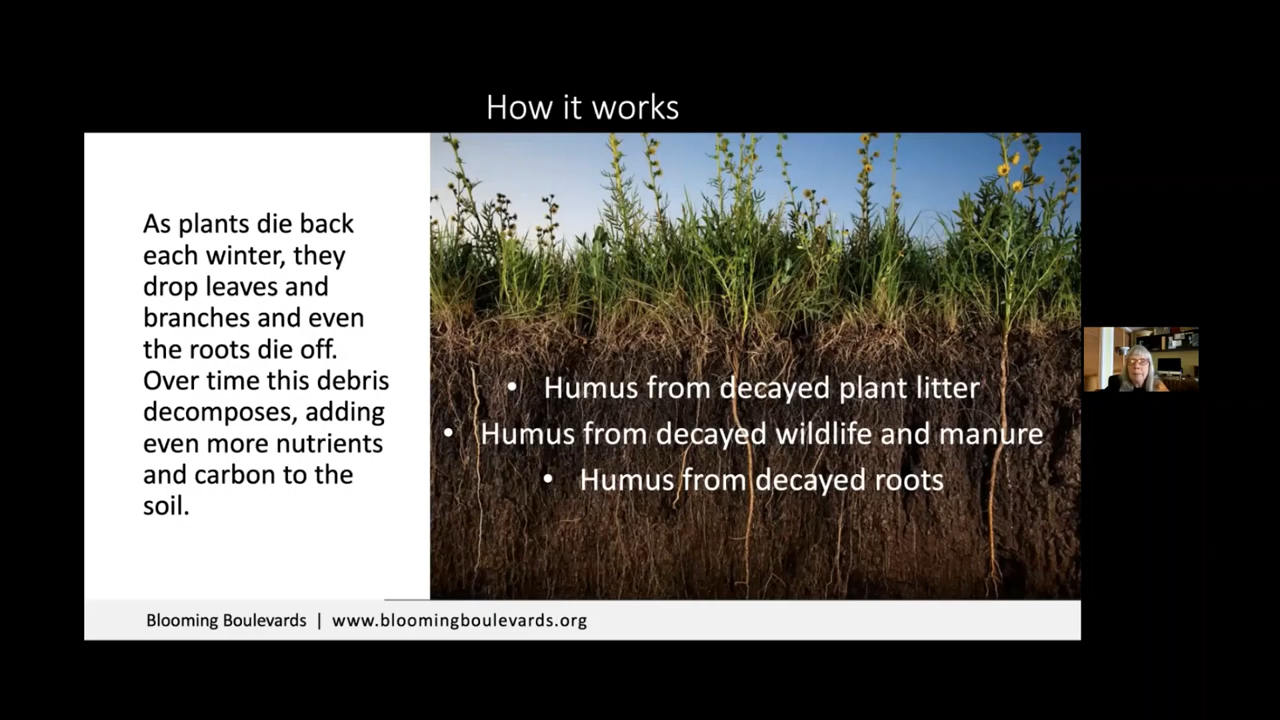 How it works
As plants die back
each winter, they
drop leaves and
branches and even
the roots die off.
Over time this debris
decomposes, adding
even more nutrients
and carbon to the
soil.
• Humus from decayed plant litter
• Humus from decayed wildlife and manure
• Humus from decayed roots
Blooming Boulevards | www.bloomingboulevards.org